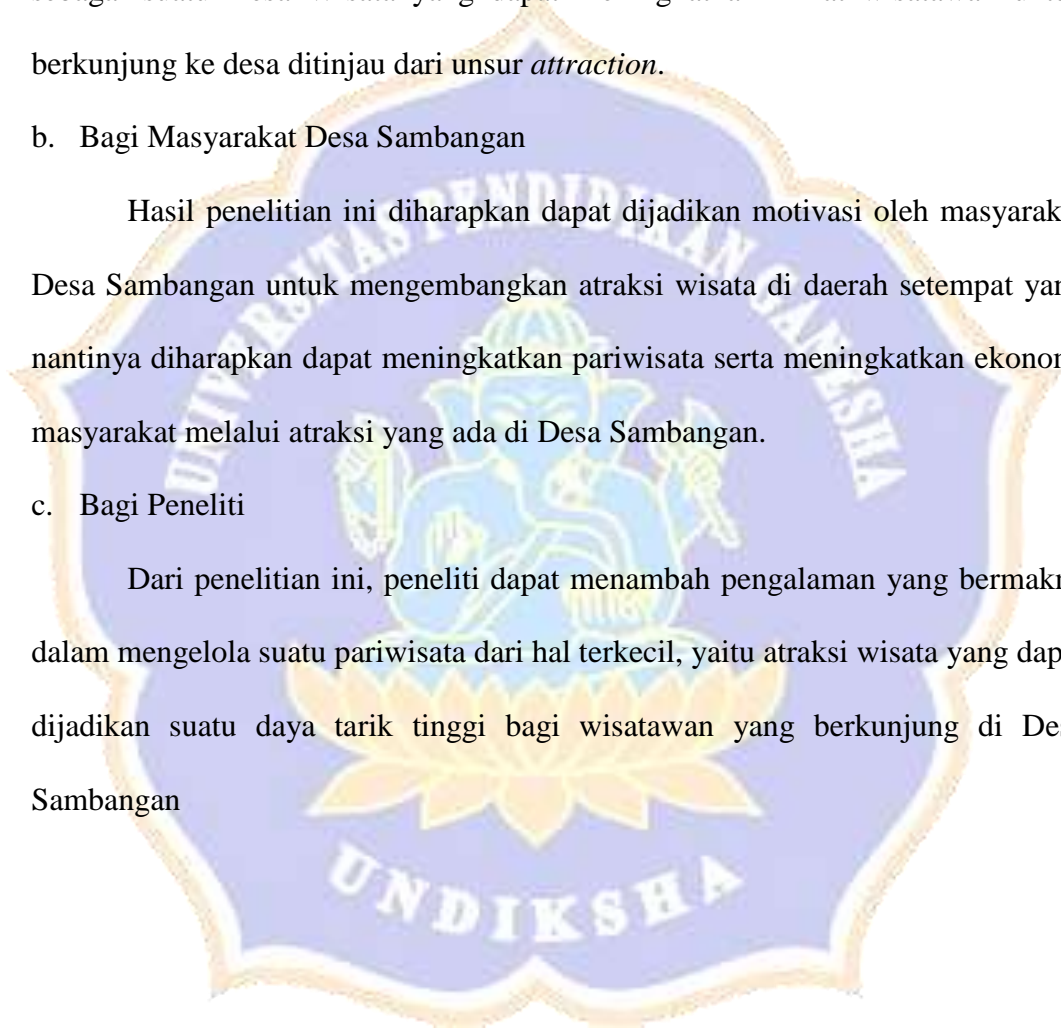 berkunjung ke desa ditinjau dari unsur attraction.
b. Bagi Masyarakat Desa Sambangan
Hasil penelitian ini diharapkan dapat dijadikan motivasi oleh masyarak
Desa Sambangan untuk mengembangkan atraksi wisata di daerah setempat yan
nantinya diharapkan dapat meningkatkan pariwisata serta meningkatkan ekonon
masyarakat melalui atraksi yang ada di Desa Sambangan.
c. Bagi Peneliti
Dari penelitian ini, peneliti dapat menambah pengalaman yang bermakn
dalam mengelola suatu pariwisata dari hal terkecil, yaitu atraksi wisata yang dap
dijadikan suatu daya tarik tinggi bagi wisatawan yang berkunjung di Des
Sambangan
UNIVERSITAS PENDIDIKAN GANESHA
UNDIKSHA